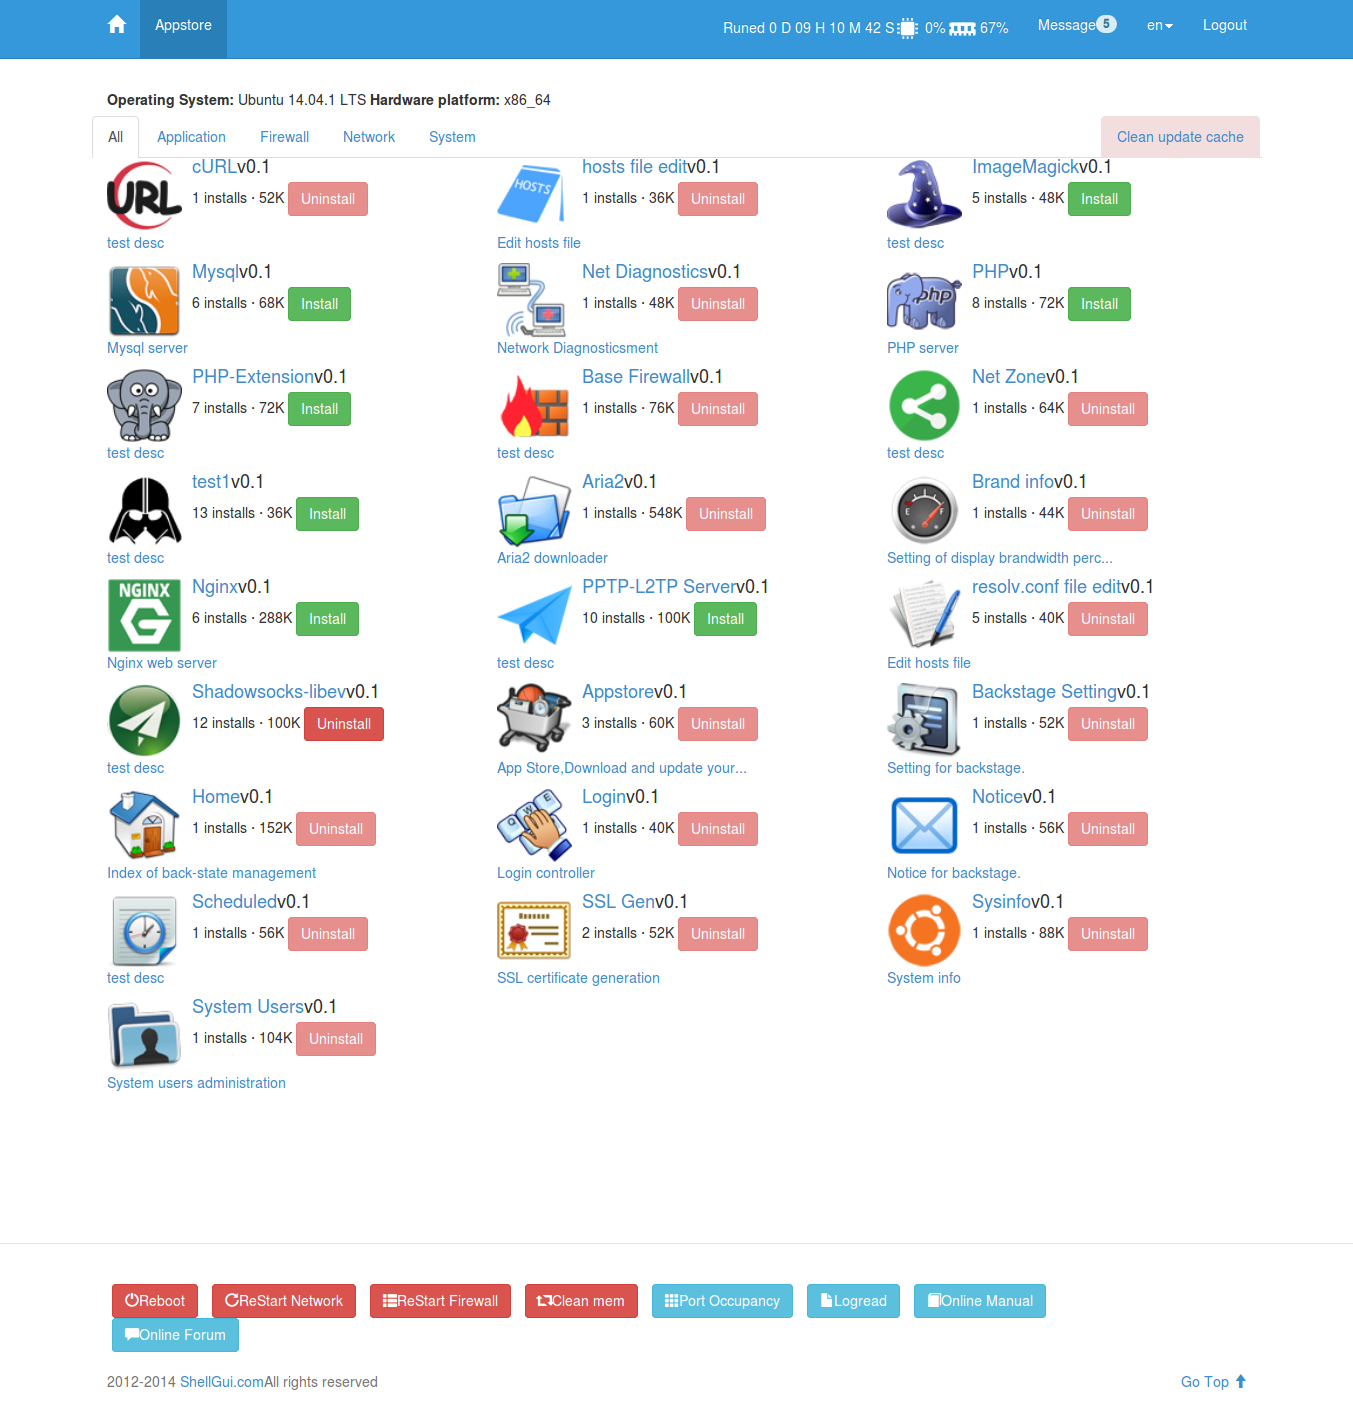 Appstore Runed 0 D 09 H 10 M 42 S 0% 67% Message 5 en Logout
Operating System: Ubuntu 14.04.1 LTS Hardware platform: x86_64
All Application Firewall Network System Clean update cache
URL cURLv0.1
1 installs · 52K Uninstall
test desc
HOSTS hosts file editv0.1
1 installs · 36K Uninstall
Edit hosts file
ImageMagickv0.1
5 installs · 48K Install
test desc
Mysqlv0.1
6 installs · 68K Install
Mysql server
Net Diagnosticsv0.1
1 installs · 48K Uninstall
Network Diagnosticsment
php PHPv0.1
8 installs · 72K Install
PHP server
PHP-Extensionv0.1
7 installs · 72K Install
test desc
Base Firewallv0.1
1 installs · 76K Uninstall
test desc
Net Zonev0.1
1 installs · 64K Uninstall
test desc
test1v0.1
13 installs · 36K Install
test desc
Aria2v0.1
1 installs · 548K Uninstall
Aria2 downloader
E F Brand infov0.1
1 installs · 44K Uninstall
Setting of display brandwidth perc...
NGINX G Nginxv0.1
6 installs · 288K Install
Nginx web server
PPTP-L2TP Serverv0.1
10 installs · 100K Install
test desc
resolv.conf file editv0.1
5 installs · 40K Uninstall
Edit hosts file
Shadowsocks-libevv0.1
12 installs · 100K Uninstall
test desc
Appstorev0.1
3 installs · 60K Uninstall
App Store,Download and update your...
Backstage Settingv0.1
1 installs · 52K Uninstall
Setting for backstage.
Homev0.1
1 installs · 152K Uninstall
Index of back-state management
Q W E Loginv0.1
1 installs · 40K Uninstall
Login controller
Noticev0.1
1 installs · 56K Uninstall
Notice for backstage.
Scheduledv0.1
1 installs · 56K Uninstall
test desc
SSL Genv0.1
2 installs · 52K Uninstall
SSL certificate generation
Sysinfov0.1
1 installs · 88K Uninstall
System info
System Usersv0.1
1 installs · 104K Uninstall
System users administration
Reboot ReStart Network ReStart Firewall Clean mem Port Occupancy Logread Online Manual
Online Forum
2012-2014 ShellGui.comAll rights reserved Go Top